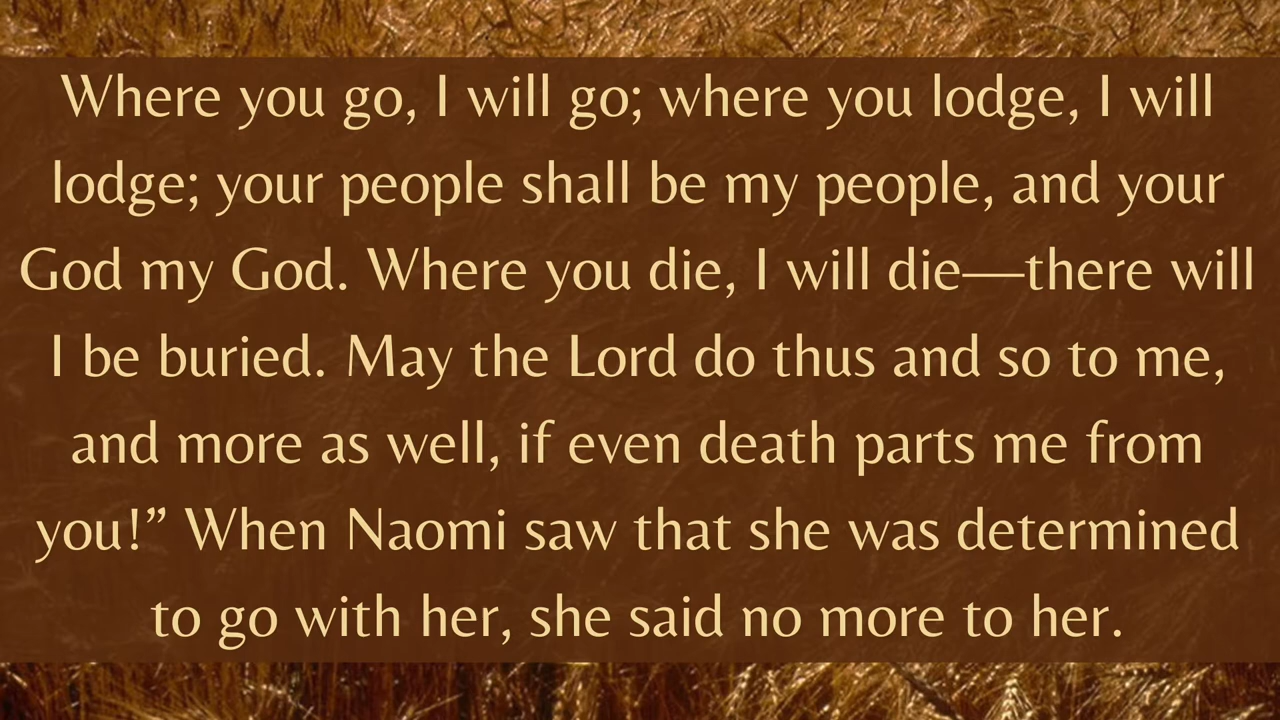 Where you go, I will go; where you lodge, I will
lodge; your people shall be my people, and your
God my God. Where you die, I will die—there will
I be buried. May the Lord do thus and so to me,
and more as well, if even death parts me from
you!” When Naomi saw that she was determined
to go with her, she said no more to her.